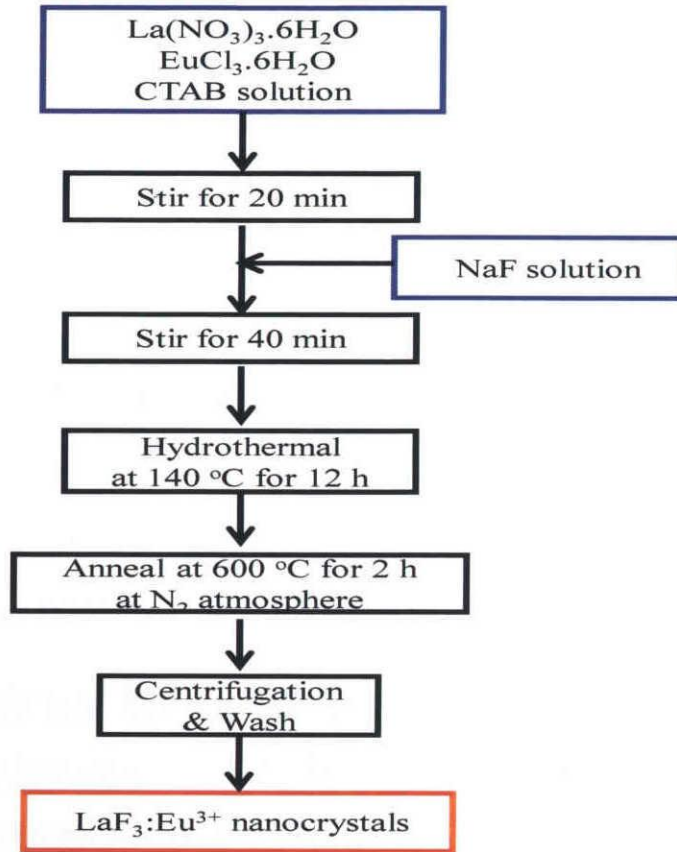 La(NO₃)₃.6H₂O
EuCl₃.6H₂O
CTAB solution
Stir for 20 min
NaF solution
Stir for 40 min
Hydrothermal
at 140 °C for 12 h
Anneal at 600 °C for 2 h
at N₂ atmosphere
Centrifugation
& Wash
LaF₃:Eu³⁺ nanocrystals